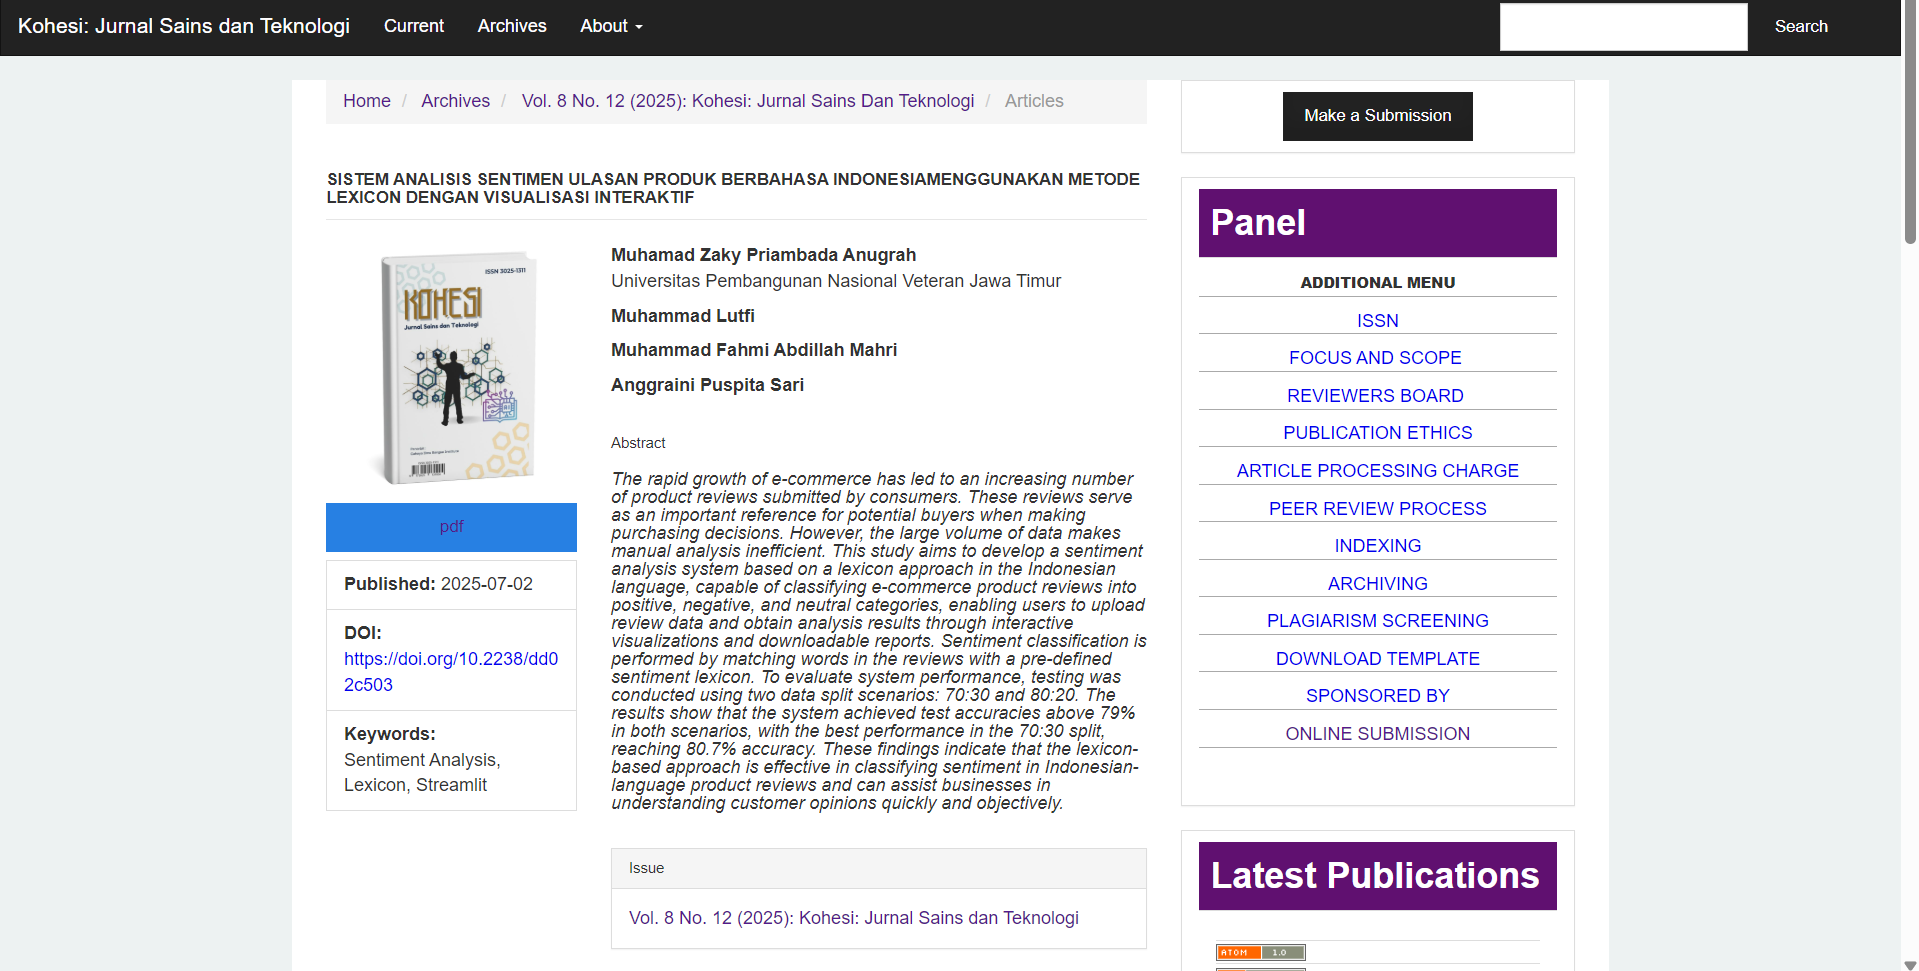 Kohesi: Jurnal Sains dan Teknologi
Current
Archives
About
Search
Home / Archives / Vol. 8 No. 12 (2025): Kohesi: Jurnal Sains Dan Teknologi / Articles
SISTEM ANALISIS SENTIMEN ULASAN PRODUK BERBAHASA INDONESIAMENGGUNAKAN METODE
LEXICON DENGAN VISUALISASI INTERAKTIF
ISSN 3025-1311
KOHESI
Jurnal Sains dan Teknologi
pdf
Published: 2025-07-02
DOI:
https://doi.org/10.2238/dd0
2c503
Keywords:
Sentiment Analysis,
Lexicon, Streamlit
Muhamad Zaky Priambada Anugrah
Universitas Pembangunan Nasional Veteran Jawa Timur
Muhammad Lutfi
Muhammad Fahmi Abdillah Mahri
Anggraini Puspita Sari
Abstract
The rapid growth of e-commerce has led to an increasing number
of product reviews submitted by consumers. These reviews serve
as an important reference for potential buyers when making
purchasing decisions. However, the large volume of data makes
manual analysis inefficient. This study aims to develop a sentiment
analysis system based on a lexicon approach in the Indonesian
language, capable of classifying e-commerce product reviews into
positive, negative, and neutral categories, enabling users to upload
review data and obtain analysis results through interactive
visualizations and downloadable reports. Sentiment classification is
performed by matching words in the reviews with a pre-defined
sentiment lexicon. To evaluate system performance, testing was
conducted using two data split scenarios: 70:30 and 80:20. The
results show that the system achieved test accuracies above 79%
in both scenarios, with the best performance in the 70:30 split,
reaching 80.7% accuracy. These findings indicate that the lexicon-
based approach is effective in classifying sentiment in Indonesian-
language product reviews and can assist businesses in
understanding customer opinions quickly and objectively.
Issue
Vol. 8 No. 12 (2025): Kohesi: Jurnal Sains dan Teknologi
Make a Submission
Panel
ADDITIONAL MENU
ISSN
FOCUS AND SCOPE
REVIEWERS BOARD
PUBLICATION ETHICS
ARTICLE PROCESSING CHARGE
PEER REVIEW PROCESS
INDEXING
ARCHIVING
PLAGIARISM SCREENING
DOWNLOAD TEMPLATE
SPONSORED BY
ONLINE SUBMISSION
Latest Publications
ATOM 1.0